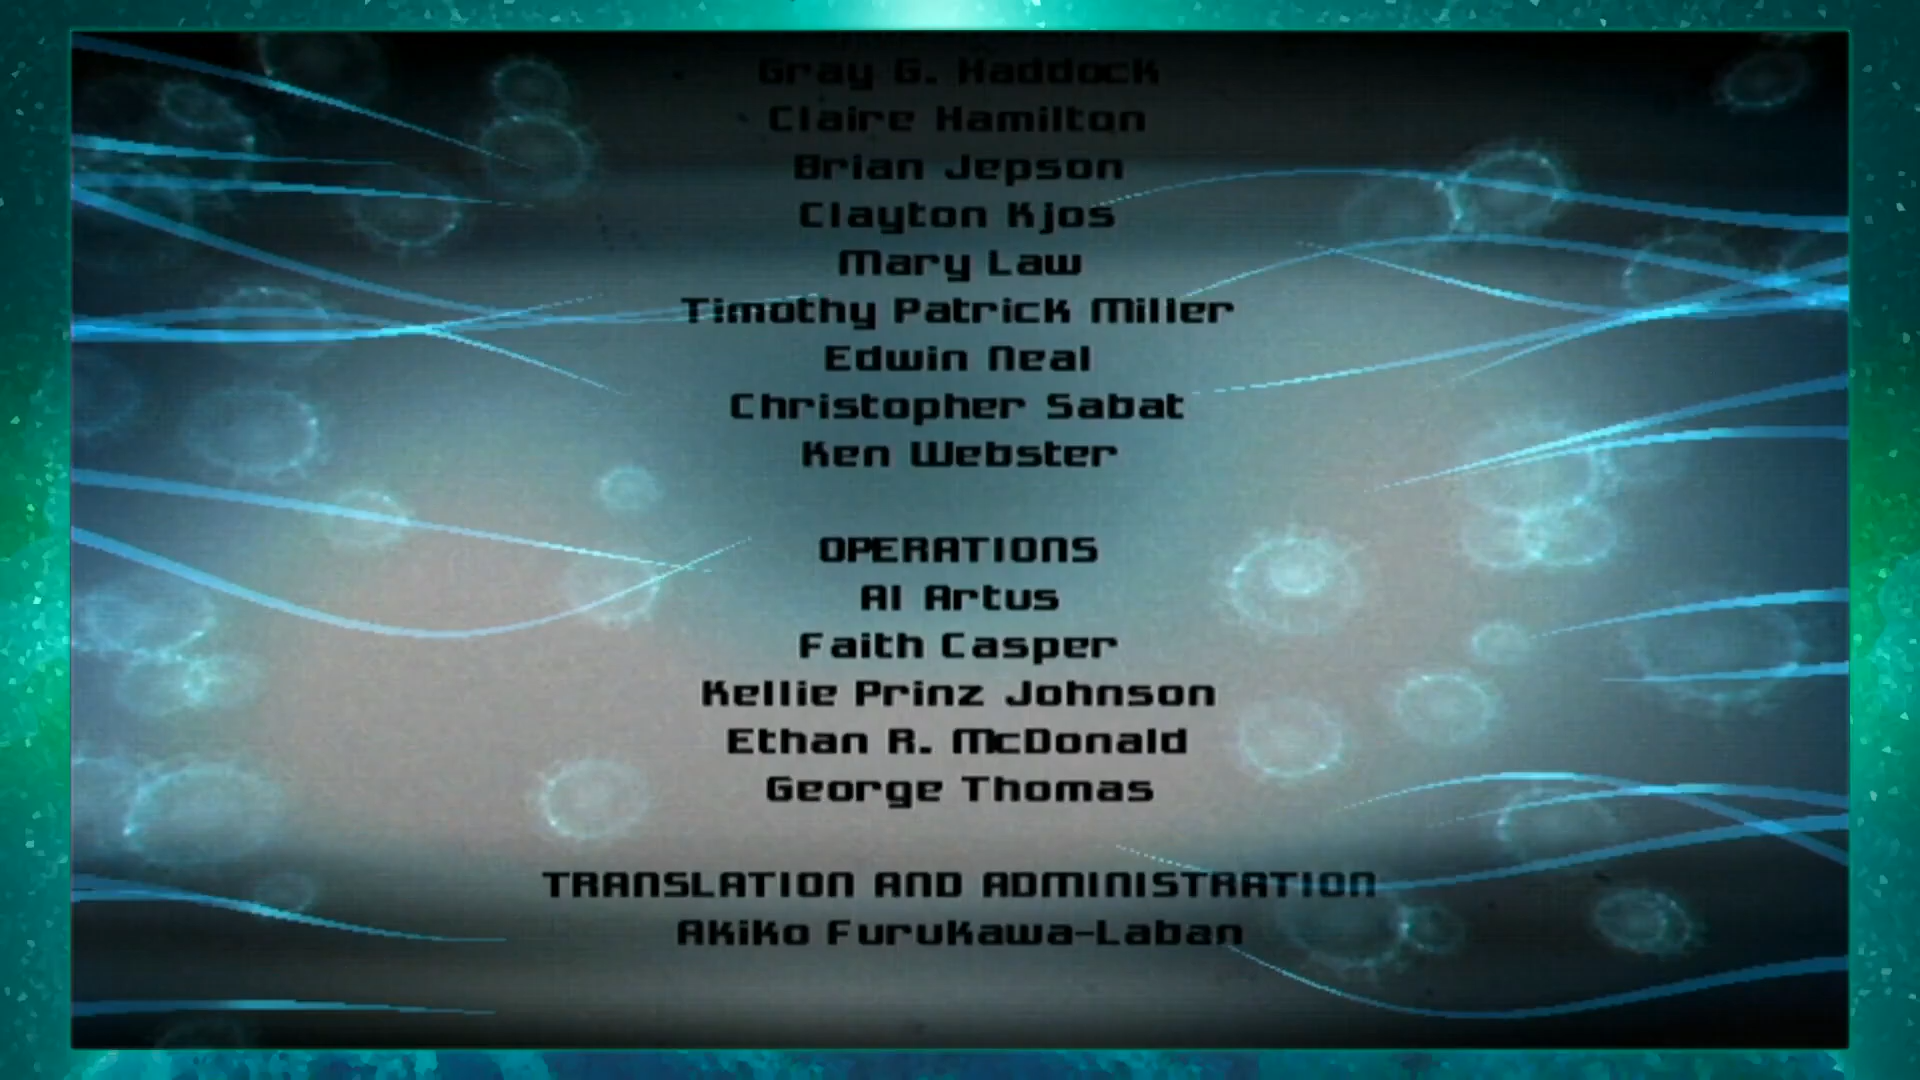 Gray G. Haddock
Claire Hamilton
Brian Jepson
Clayton Kjos
Mary Law
Timothy Patrick Miller
Edwin Neal
Christopher Sabat
Ken Webster
OPERATIONS
Al Artus
Faith Casper
Kellie Prinz Johnson
Ethan R. McDonald
George Thomas
TRANSLATION AND ADMINISTRATION
Akiko Furukawa-Laban